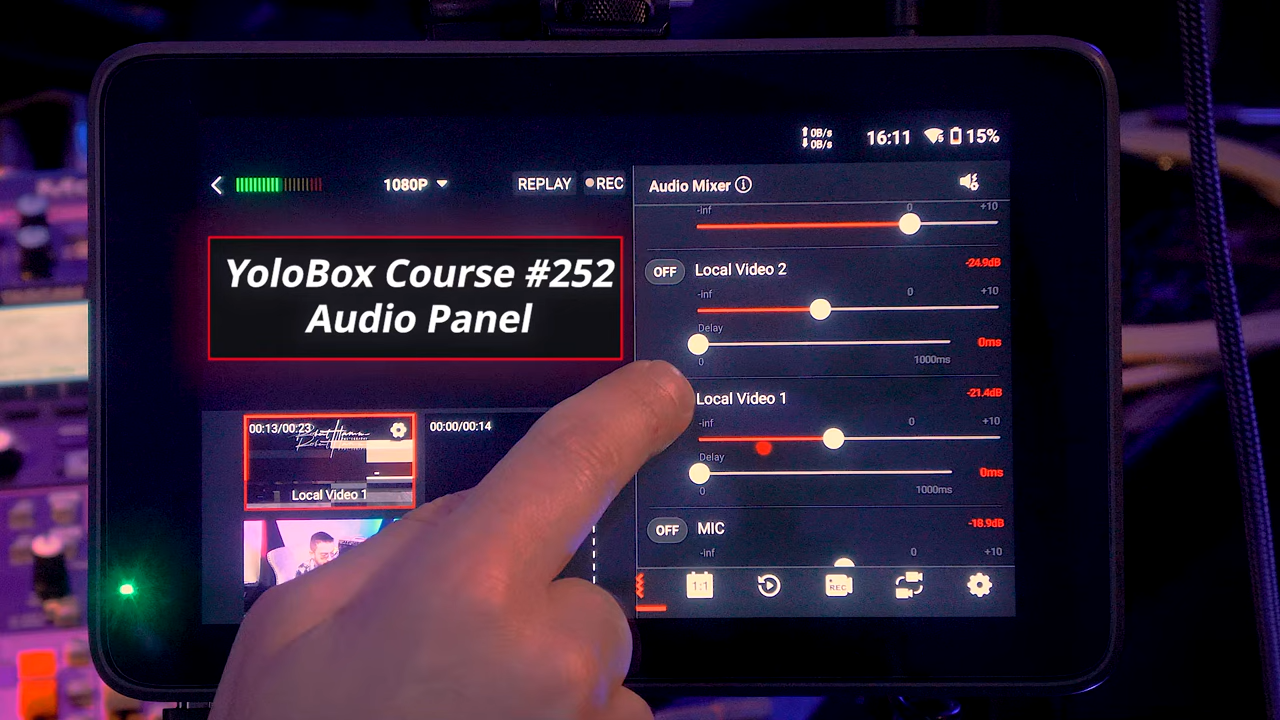 0B/s
0B/s
16:11
15%
1080P
REPLAY
REC
Audio Mixer
YoloBox Course #252
Audio Panel
-inf
0
+10
OFF
Local Video 2
-24.9dB
-inf
0
+10
Delay
0ms
0
1000ms
Local Video 1
-21.4dB
-inf
0
+10
Delay
0ms
0
1000ms
OFF
MIC
-18.9dB
-inf
0
+10
1:1
REC
00:13/00:23
00:00/00:14
Local Video 1